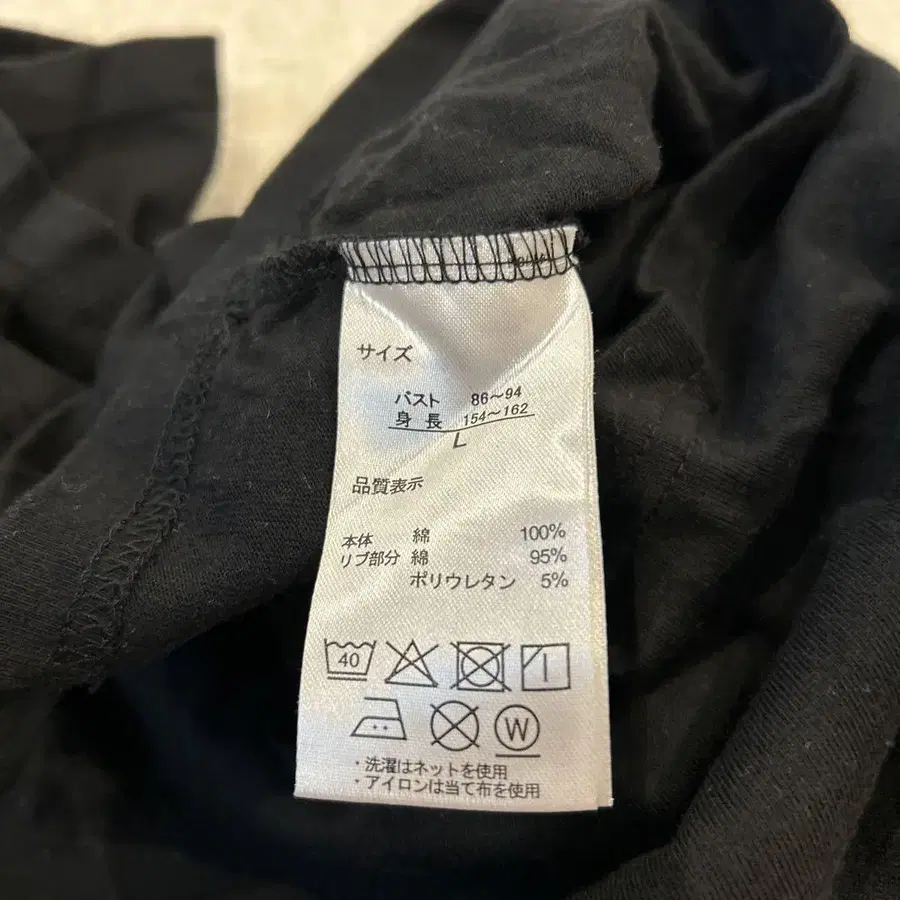 サイズ
バスト 86～94
身長 154～162
L
品質表示
本体 綿 100%
リブ部分 綿 95%
ポリウレタン 5%
40
W
・洗濯はネットを使用
・アイロンは当て布を使用